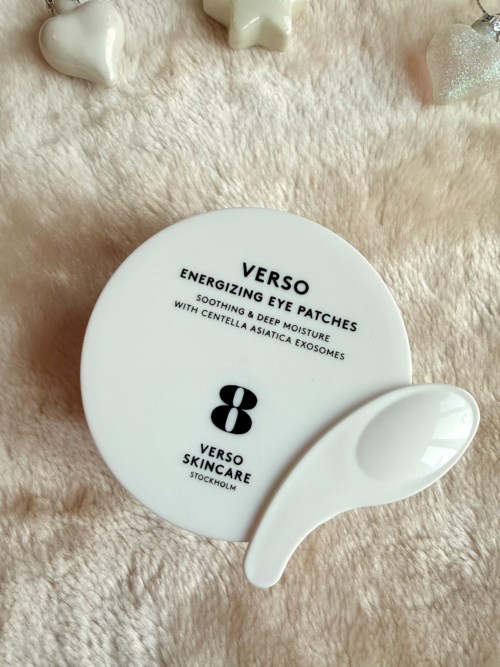 VERSO
ENERGIZING EYE PATCHES
SOOTHING & DEEP MOISTURE
WITH CENTELLA ASIATICA EXOSOMES
8
VERSO
SKINCARE
STOCKHOLM